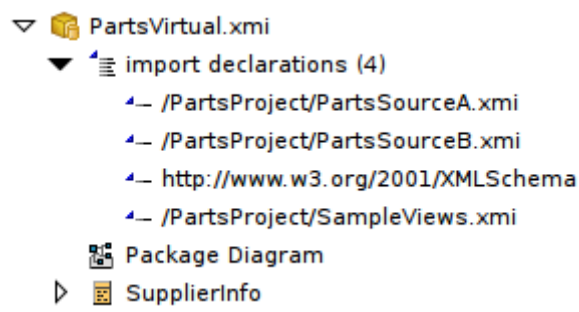 PartsVirtual.xmi
import declarations (4)
/PartsProject/PartsSourceA.xmi
/PartsProject/PartsSourceB.xmi
http://www.w3.org/2001/XMLSchema
/PartsProject/SampleViews.xmi
Package Diagram
SupplierInfo